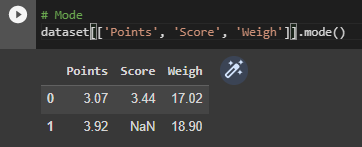 # Mode
dataset[['Points', 'Score', 'Weigh']].mode()
Points Score Weigh
0 3.07 3.44 17.02
1 3.92 NaN 18.90